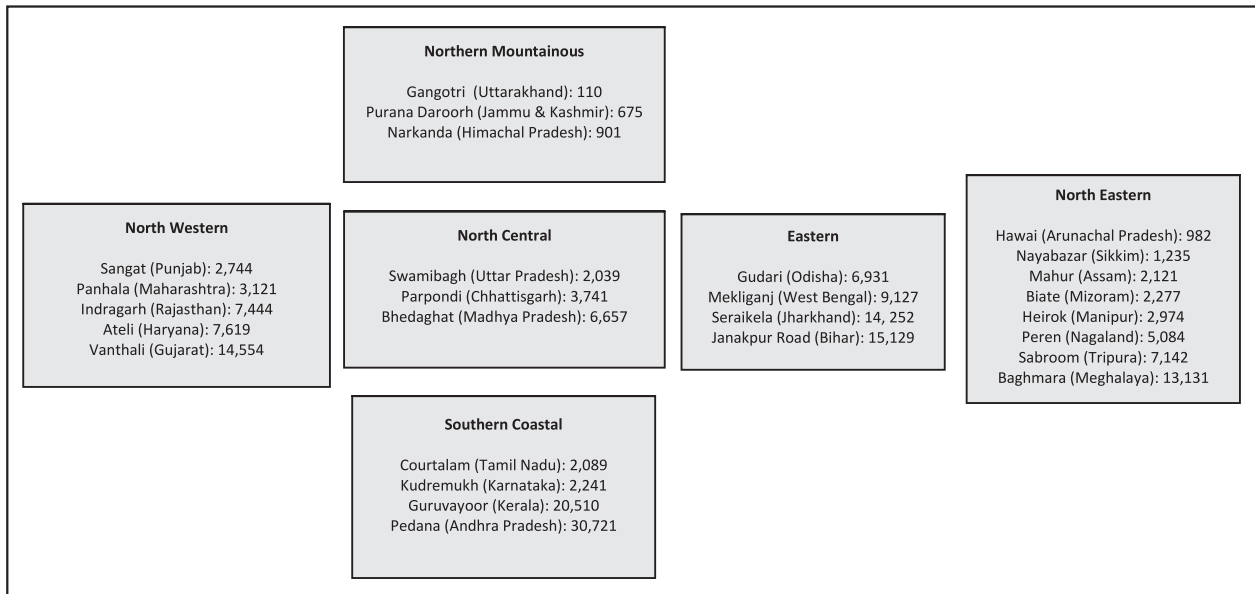 Northern Mountainous
Gangotri (Uttarakhand): 110
Purana Daroorh (Jammu & Kashmir): 675
Narkanda (Himachal Pradesh): 901
North Western
Sangat (Punjab): 2,744
Panhala (Maharashtra): 3,121
Indragarh (Rajasthan): 7,444
Ateli (Haryana): 7,619
Vanthali (Gujarat): 14,554
North Central
Swamibagh (Uttar Pradesh): 2,039
Parpondi (Chhattisgarh): 3,741
Bhedaghat (Madhya Pradesh): 6,657
Eastern
Gudari (Odisha): 6,931
Mekliganj (West Bengal): 9,127
Seraikela (Jharkhand): 14, 252
Janakpur Road (Bihar): 15,129
North Eastern
Hawai (Arunachal Pradesh): 982
Nayabazar (Sikkim): 1,235
Mahur (Assam): 2,121
Biate (Mizoram): 2,277
Heirok (Manipur): 2,974
Peren (Nagaland): 5,084
Sabroom (Tripura): 7,142
Baghmara (Meghalaya): 13,131
Southern Coastal
Courtalam (Tamil Nadu): 2,089
Kudremukh (Karnataka): 2,241
Guruvayoor (Kerala): 20,510
Pedana (Andhra Pradesh): 30,721